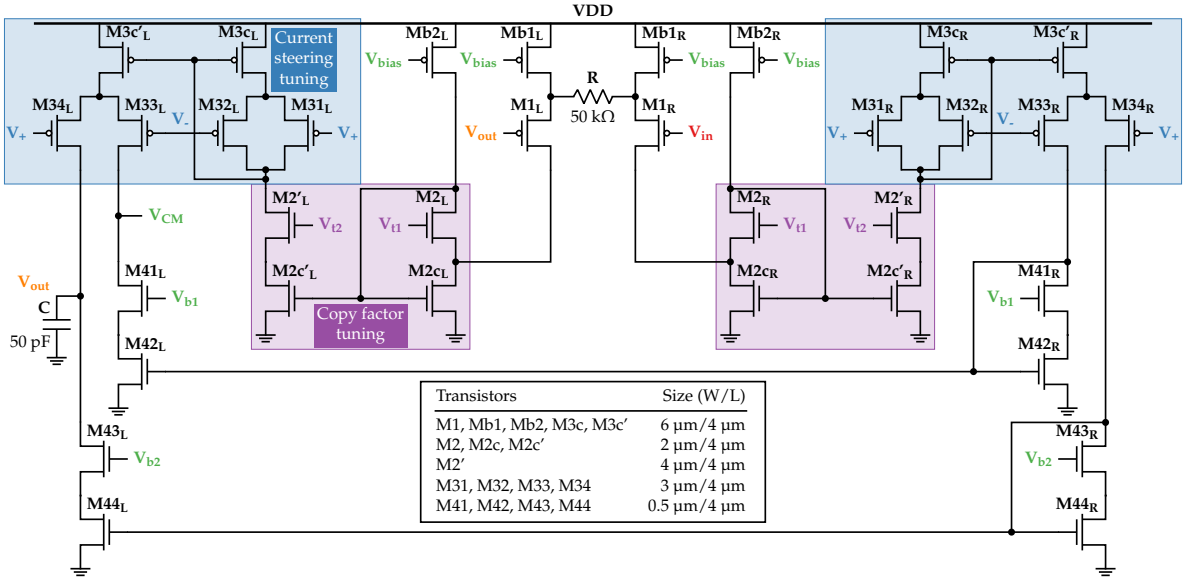 VDD
M3c'L
M3cL
Current
steering
tuning
Mb2L
Mb1L
Mb1R
Mb2R
M3cR
M3c'R
Vbias
Vbias
R
Vbias
Vbias
50 kΩ
M34L
M33L
M32L
M31L
M1L
M1R
M31R
M32R
M33R
M34R
V+
V-
V+
Vout
Vin
V+
V-
V+
M2'L
M2L
M2R
M2'R
VCM
Vt2
Vt1
Vt1
Vt2
M41L
M2c'L
M2cL
M2cR
M2c'R
M41R
Vout
C
Vb1
Vb1
50 pF
Copy factor
tuning
M42L
M42R
Transistors Size (W/L)
M1, Mb1, Mb2, M3c, M3c' 6 µm/4 µm
M2, M2c, M2c' 2 µm/4 µm
M2' 4 µm/4 µm
M31, M32, M33, M34 3 µm/4 µm
M41, M42, M43, M44 0.5 µm/4 µm
M43L
M43R
Vb2
Vb2
M44L
M44R